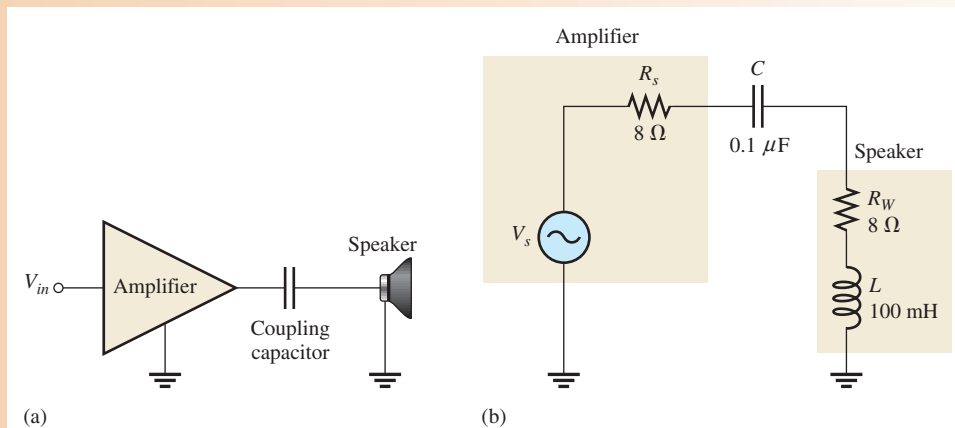 V_in
Amplifier
Speaker
Coupling
capacitor
(a)
Amplifier
R_s
8 Ω
C
0.1 μF
V_s
Speaker
R_W
8 Ω
L
100 mH
(b)